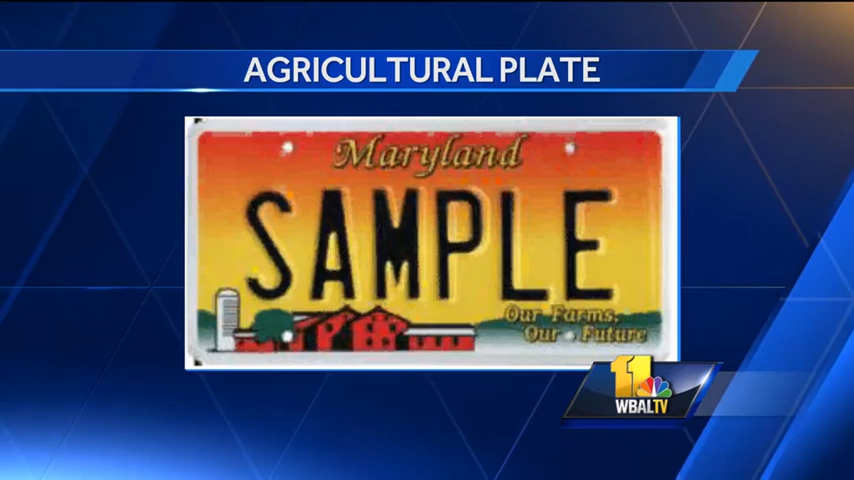 AGRICULTURAL PLATE
Maryland
SAMPLE
Our Farms,
Our Future
11
WBALTV